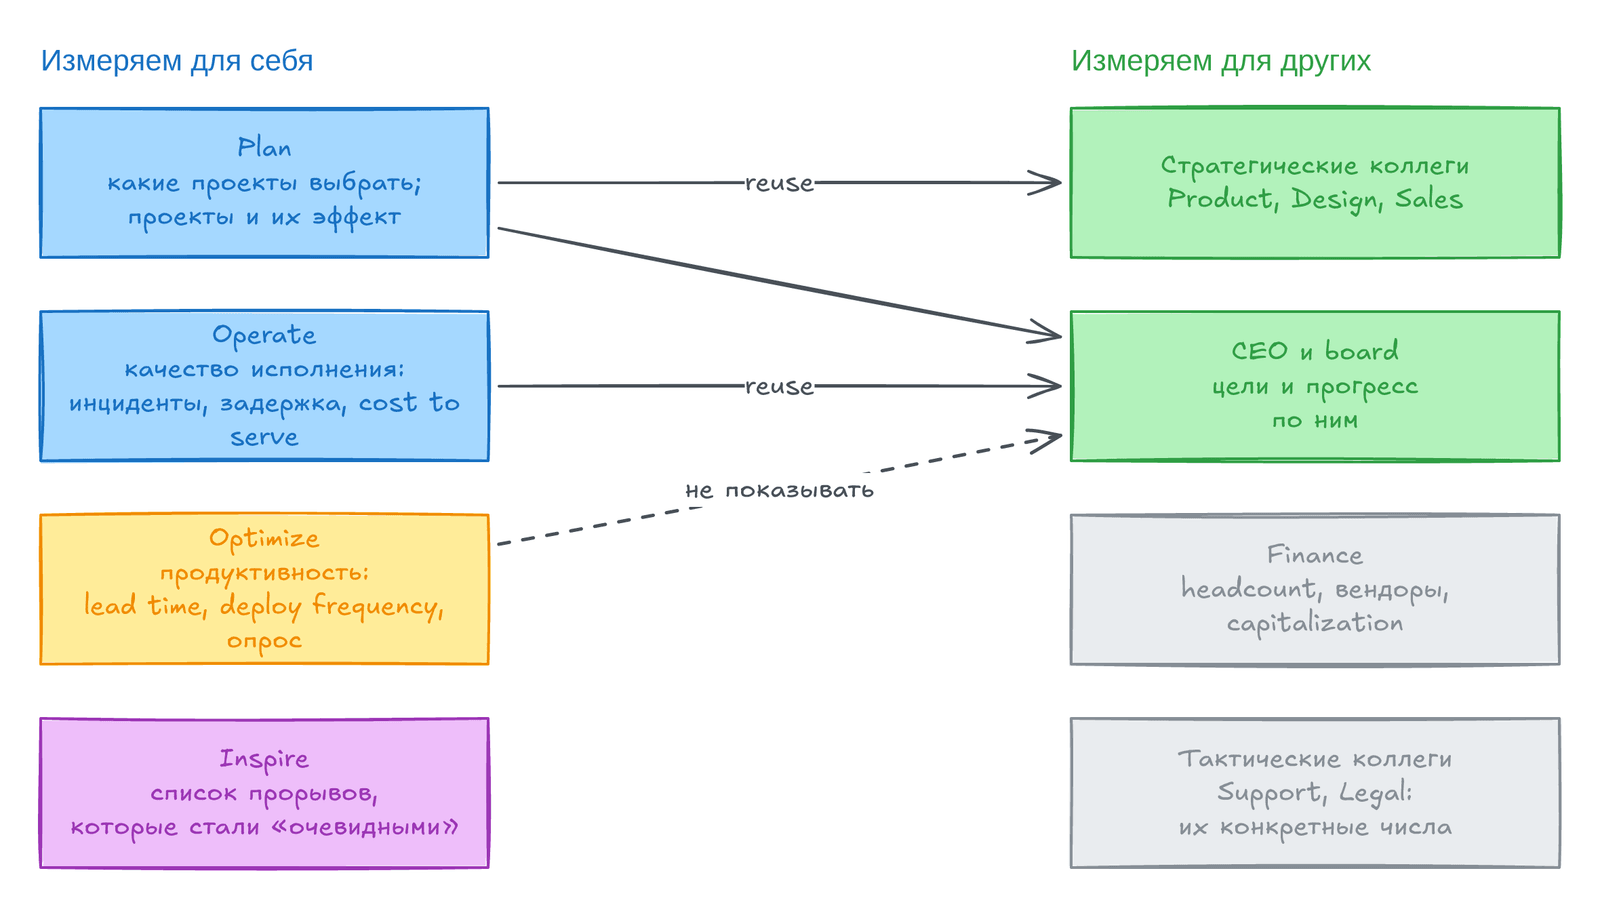 Измеряем для себя
Измеряем для других
Plan
какие проекты выбрать;
проекты и их эффект
reuse
Стратегические коллеги
Product, Design, Sales
Operate
качество исполнения:
инциденты, задержка, cost to
serve
reuse
CEO и board
цели и прогресс
по ним
не показывать
Optimize
продуктивность:
lead time, deploy frequency,
опрос
Finance
headcount, вендоры,
capitalization
Inspire
список прорывов,
которые стали «очевидными»
Тактические коллеги
Support, Legal:
их конкретные числа